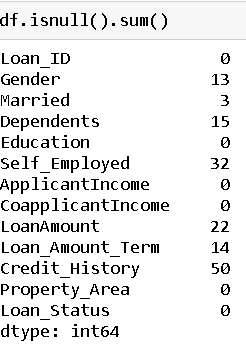 df.isnull().sum()
Loan_ID 0
Gender 13
Married 3
Dependents 15
Education 0
Self_Employed 32
ApplicantIncome 0
CoapplicantIncome 0
LoanAmount 22
Loan_Amount_Term 14
Credit_History 50
Property_Area 0
Loan_Status 0
dtype: int64